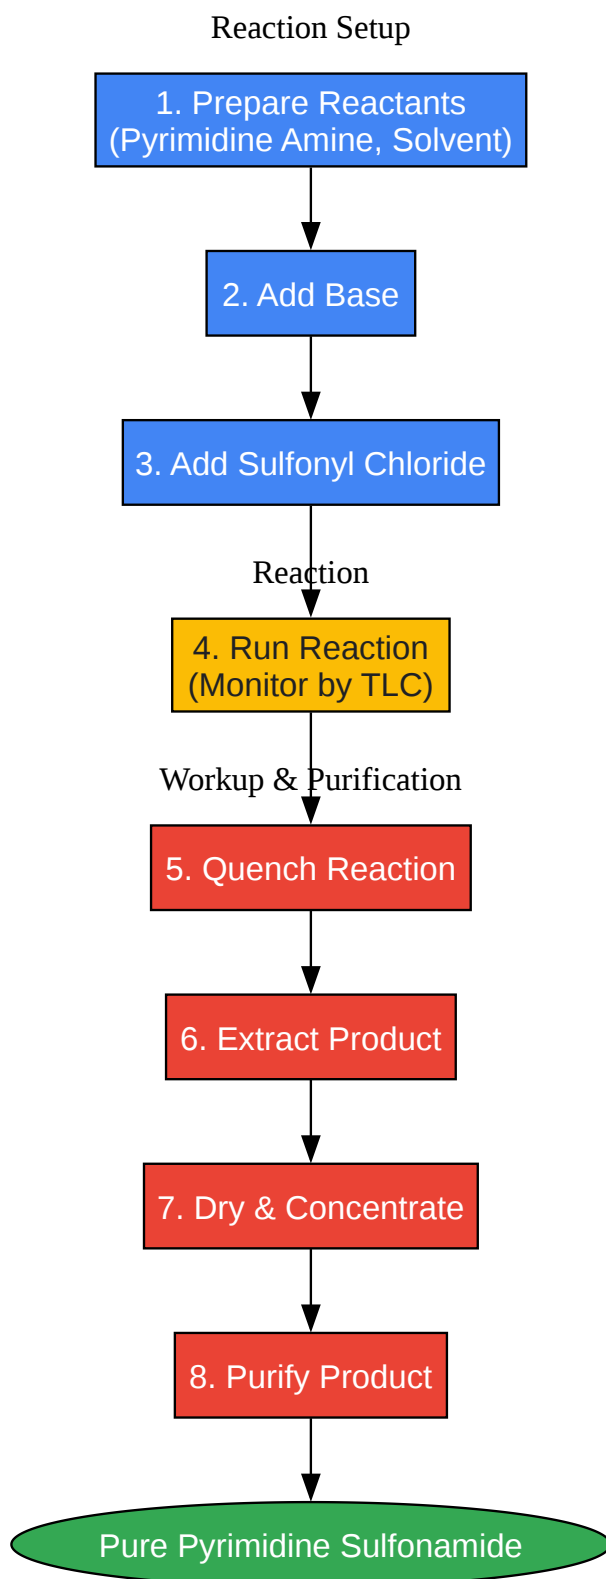 Reaction Setup
1. Prepare Reactants
(Pyrimidine Amine, Solvent)
2. Add Base
3. Add Sulfonyl Chloride
Reaction
4. Run Reaction
(Monitor by TLC)
Workup & Purification
5. Quench Reaction
6. Extract Product
7. Dry & Concentrate
8. Purify Product
Pure Pyrimidine Sulfonamide